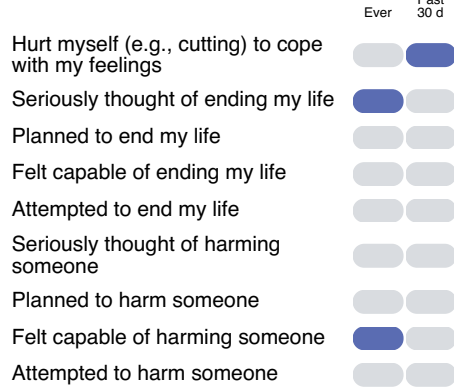 Past
Ever 30 d
Hurt myself (e.g., cutting) to cope
with my feelings
Seriously thought of ending my life
Planned to end my life
Felt capable of ending my life
Attempted to end my life
Seriously thought of harming
someone
Planned to harm someone
Felt capable of harming someone
Attempted to harm someone